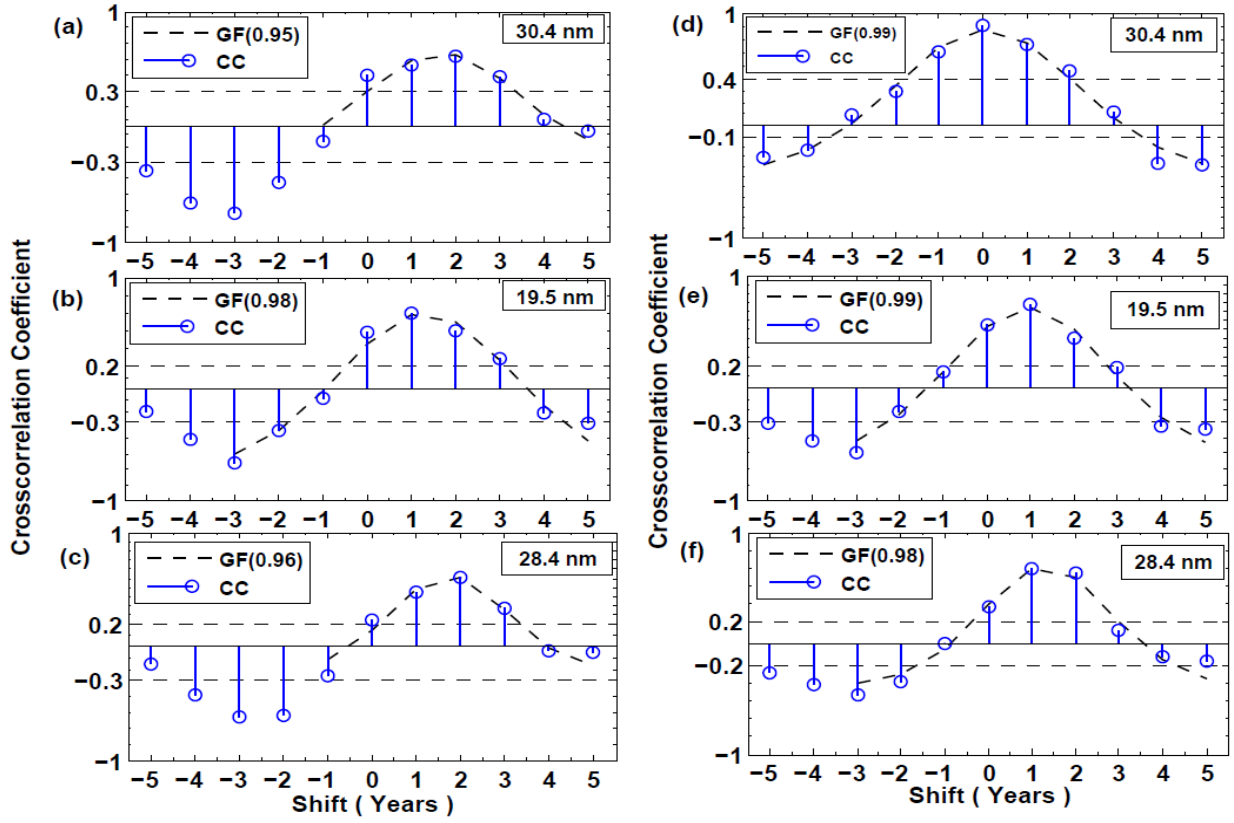 (a)
1
0.3
−0.3
−1
GF(0.95)
CC
30.4 nm
−5 −4 −3 −2 −1 0 1 2 3 4 5
(b)
1
0.2
−0.3
−1
GF(0.98)
CC
19.5 nm
−5 −4 −3 −2 −1 0 1 2 3 4 5
(c)
1
0.2
−0.3
−1
GF(0.96)
CC
28.4 nm
−5 −4 −3 −2 −1 0 1 2 3 4 5
Shift ( Years )
Crosscorrelation Coefficient
(d)
1
0.4
−0.1
−1
GF(0.99)
CC
30.4 nm
−5 −4 −3 −2 −1 0 1 2 3 4 5
(e)
1
0.2
−0.3
−1
GF(0.99)
CC
19.5 nm
−5 −4 −3 −2 −1 0 1 2 3 4 5
(f)
1
0.2
−0.2
−1
GF(0.98)
CC
28.4 nm
−5 −4 −3 −2 −1 0 1 2 3 4 5
Shift ( Years )
Crosscorrelation Coefficient